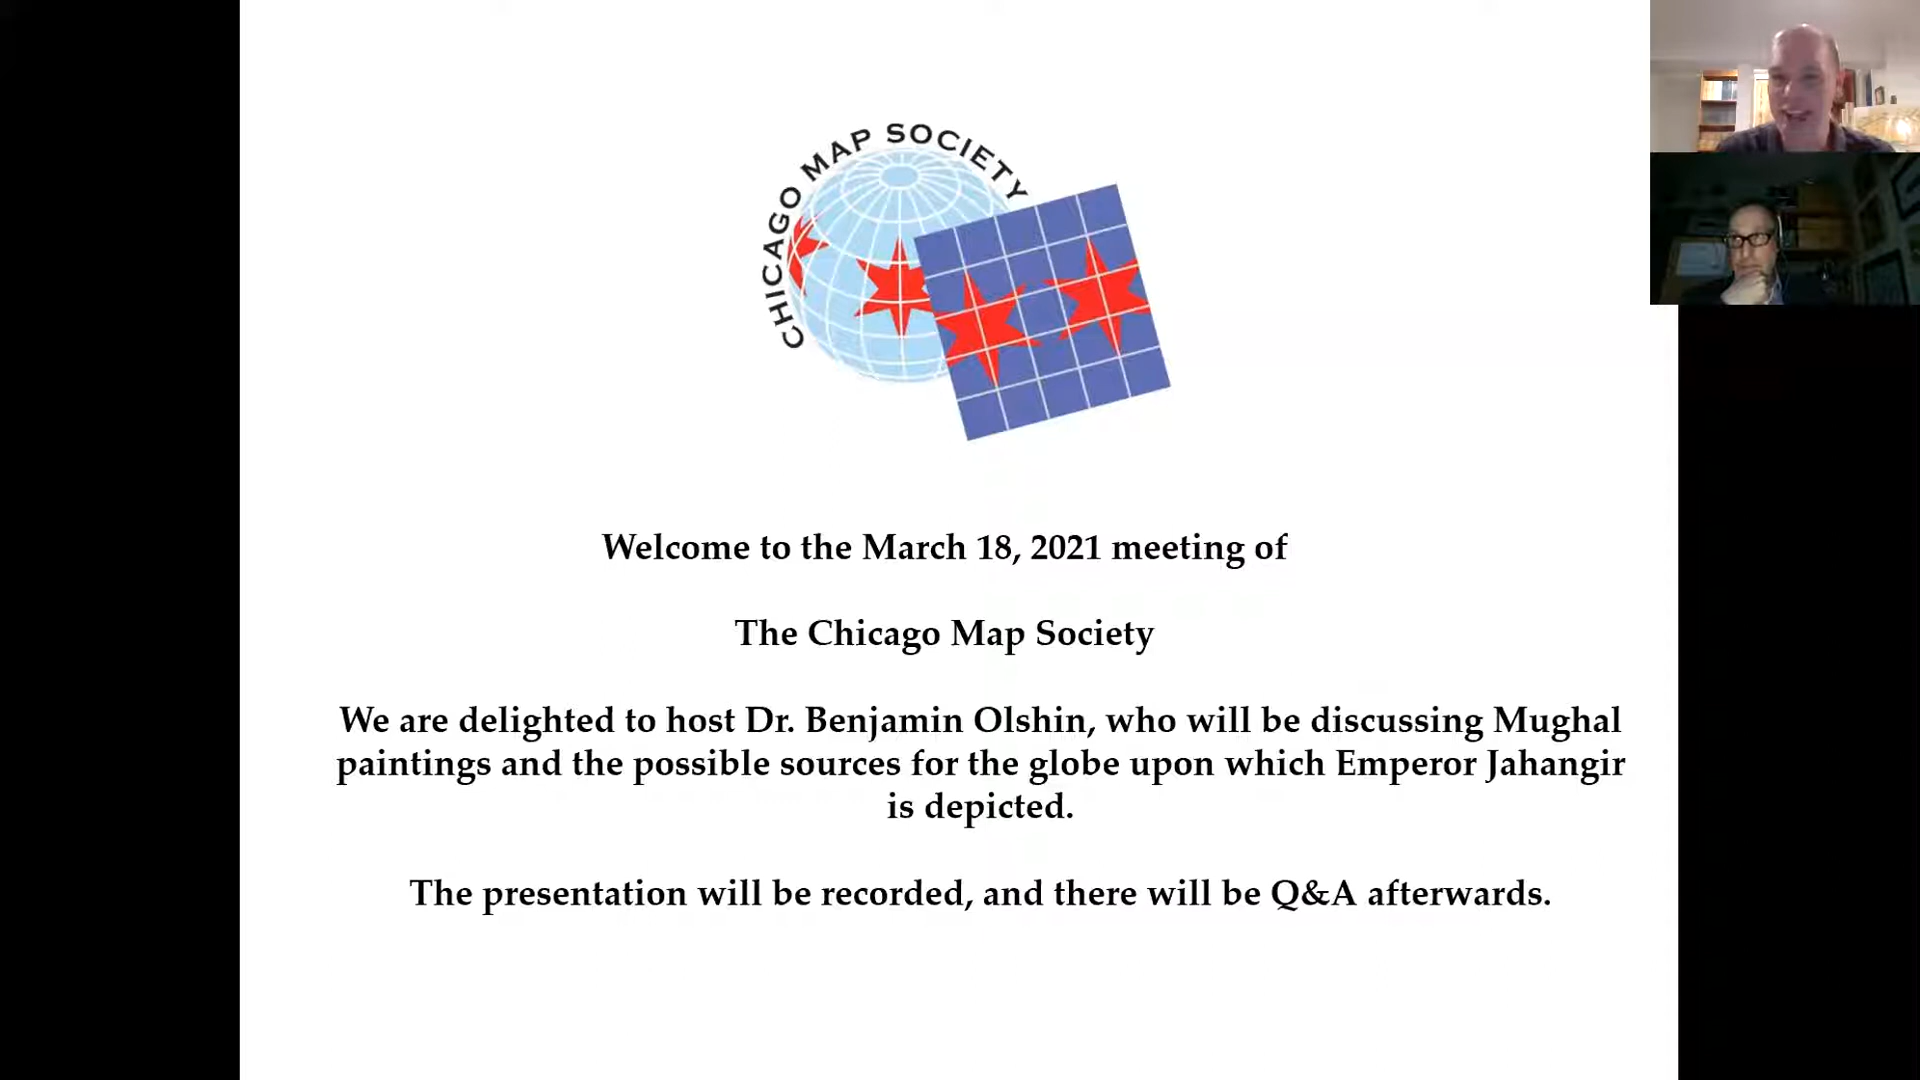 CHICAGO MAP SOCIETY
Welcome to the March 18, 2021 meeting of
The Chicago Map Society
We are delighted to host Dr. Benjamin Olshin, who will be discussing Mughal
paintings and the possible sources for the globe upon which Emperor Jahangir
is depicted.
The presentation will be recorded, and there will be Q&A afterwards.